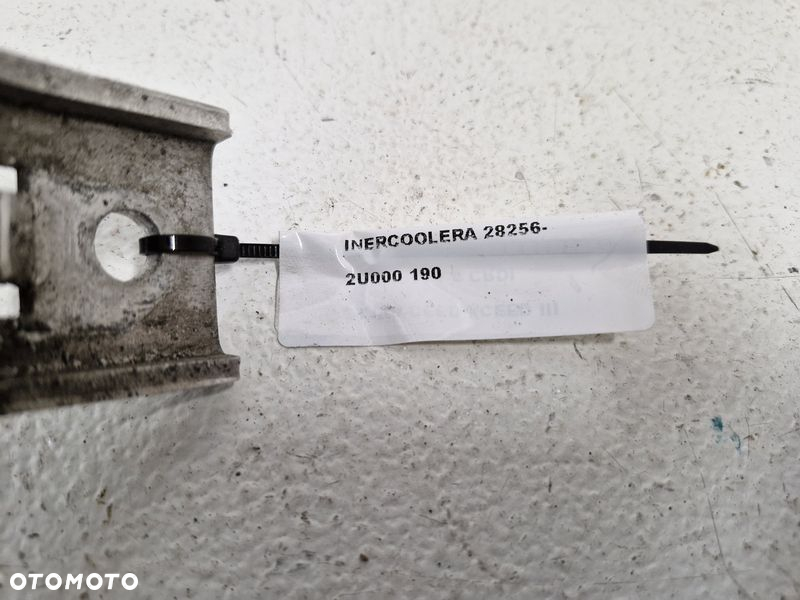 INERCOOLERA 28256-
2U000 190
OTOMOTO